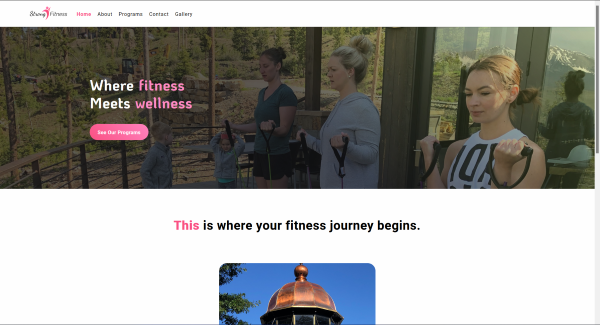 Strong Fitness
Home About Programs Contact Gallery
Where fitness
Meets wellness
See Our Programs
This is where your fitness journey begins.